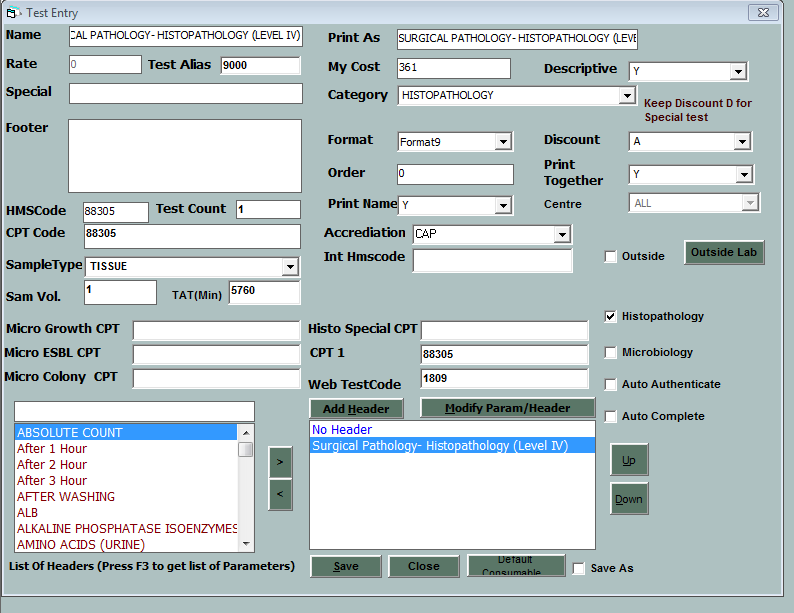 Test Entry
Name CAL PATHOLOGY- HISTOPATHOLOGY (LEVEL IV)
Print As SURGICAL PATHOLOGY- HISTOPATHOLOGY (LEVE
Rate 0 Test Alias 9000
My Cost 361 Descriptive Y
Special
Category HISTOPATHOLOGY
Keep Discount D for
Special test
Footer
Format Format9 Discount A
Order 0 Print
Together Y
Print Name Y Centre ALL
HMSCode 88305 Test Count 1
CPT Code 88305
Accrediation CAP
Int Hmscode
Outside Outside Lab
SampleType TISSUE
Sam Vol. 1 TAT(Min) 5760
Micro Growth CPT Histo Special CPT
Histopathology
Micro ESBL CPT CPT 1 88305
Microbiology
Micro Colony CPT Web TestCode 1809
Auto Authenticate
Add Header Modify Param/Header
Auto Complete
ABSOLUTE COUNT
After 1 Hour
After 2 Hour
After 3 Hour
AFTER WASHING
ALB
ALKALINE PHOSPHATASE ISOENZYMES
AMINO ACIDS (URINE)
>
<
No Header
Surgical Pathology- Histopathology (Level IV)
Up
Down
List Of Headers (Press F3 to get list of Parameters)
Save Close Default
Consumable Save As